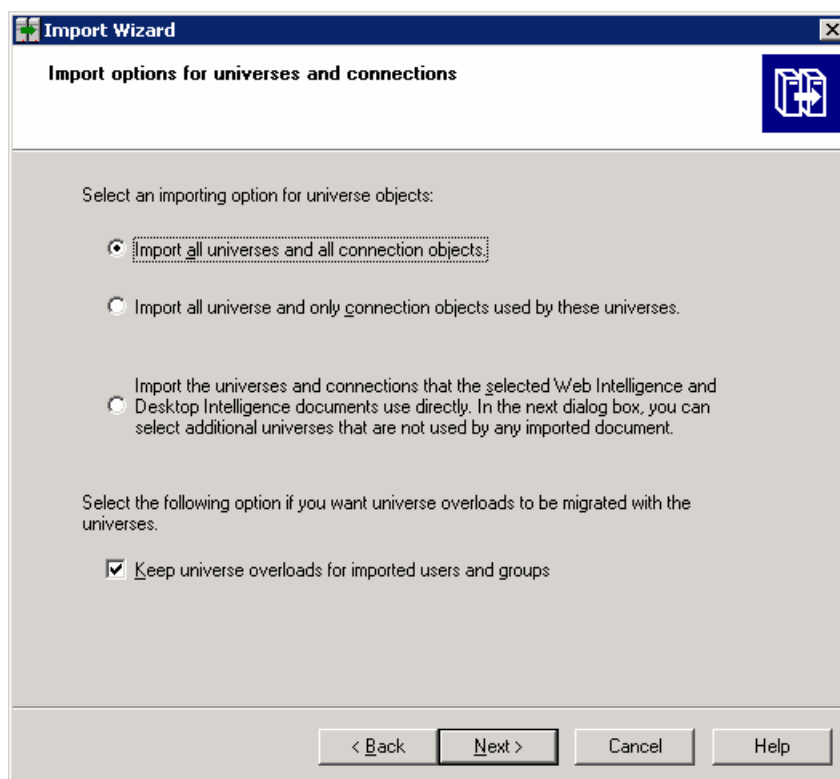 Import Wizard
Import options for universes and connections
Select an importing option for universe objects:
Import all universes and all connection objects.
Import all universe and only connection objects used by these universes.
Import the universes and connections that the selected Web Intelligence and
Desktop Intelligence documents use directly. In the next dialog box, you can
select additional universes that are not used by any imported document.
Select the following option if you want universe overloads to be migrated with the
universes.
Keep universe overloads for imported users and groups
< Back
Next >
Cancel
Help